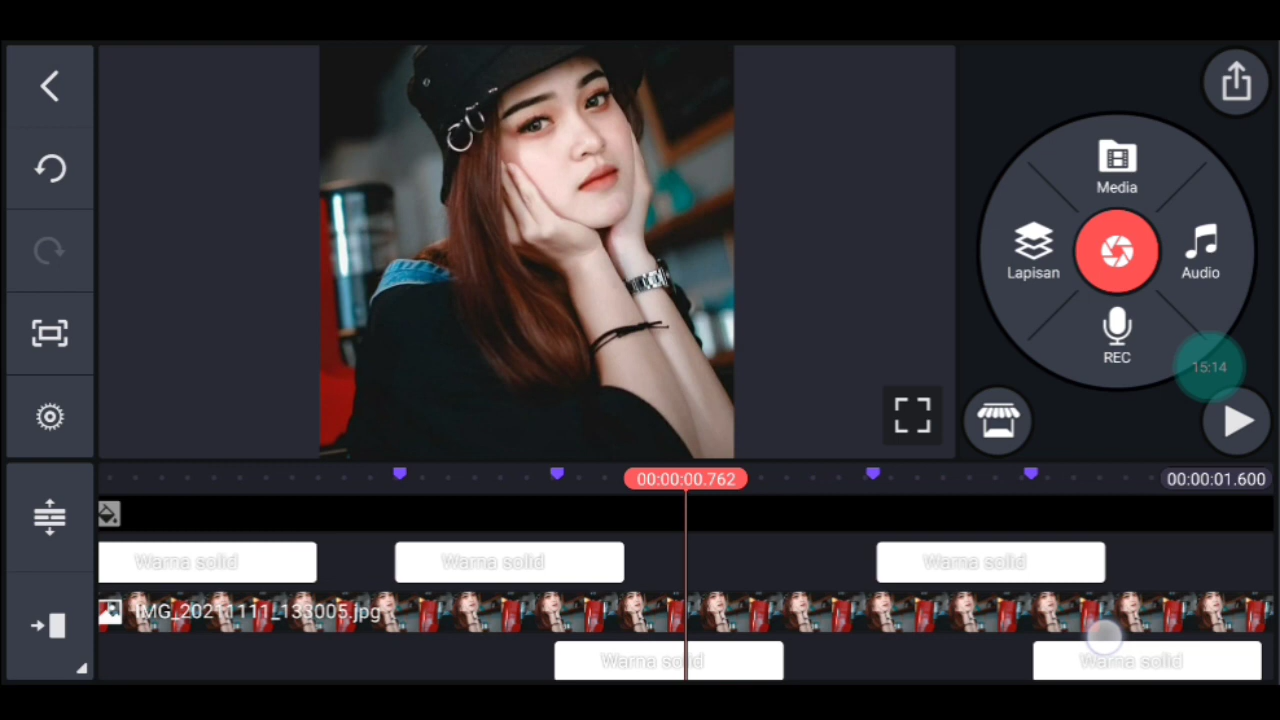 Media
Lapisan
Audio
REC
15:14
00:00:00.762
00:00:01.600
Warna solid
Warna solid
Warna solid
IMG_20211111_133005.jpg
Warna solid
Warna solid